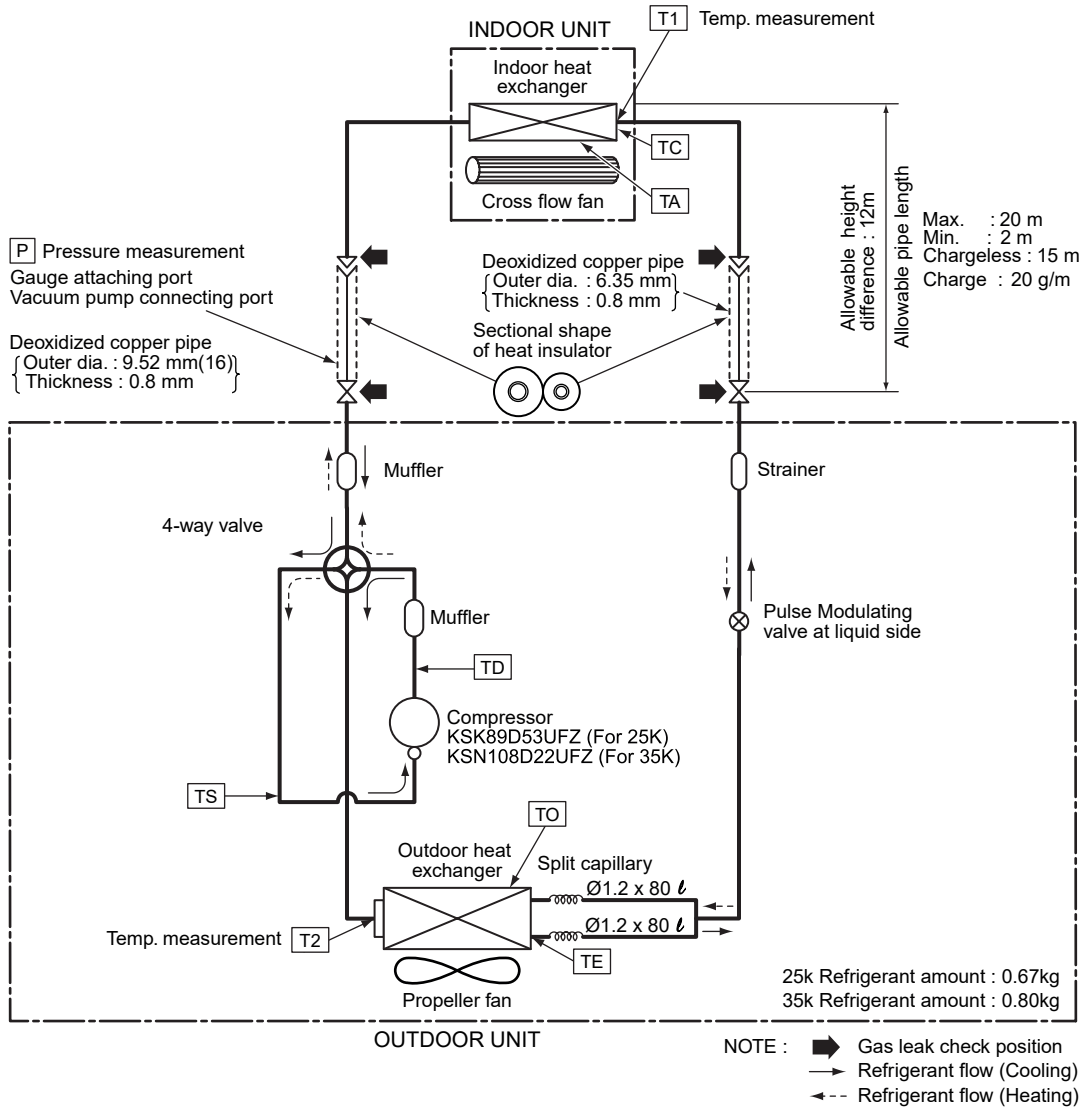 T1 Temp. measurement
INDOOR UNIT
Indoor heat
exchanger
TC
TA
Cross flow fan
Allowable height
difference : 12m
Allowable pipe length
Max. : 20 m
Min. : 2 m
Chargeless : 15 m
Charge : 20 g/m
P Pressure measurement
Gauge attaching port
Vacuum pump connecting port
Deoxidized copper pipe
Outer dia. : 9.52 mm(16)
Thickness : 0.8 mm
Deoxidized copper pipe
Outer dia. : 6.35 mm
Thickness : 0.8 mm
Sectional shape
of heat insulator
Muffler
Strainer
4-way valve
Muffler
Pulse Modulating
valve at liquid side
TD
Compressor
KSK89D53UFZ (For 25K)
KSN108D22UFZ (For 35K)
TS
TO
Outdoor heat
exchanger
Split capillary
Ø1.2 x 80 ℓ
Ø1.2 x 80 ℓ
Temp. measurement T2
TE
Propeller fan
25k Refrigerant amount : 0.67kg
35k Refrigerant amount : 0.80kg
OUTDOOR UNIT
NOTE : Gas leak check position
Refrigerant flow (Cooling)
Refrigerant flow (Heating)